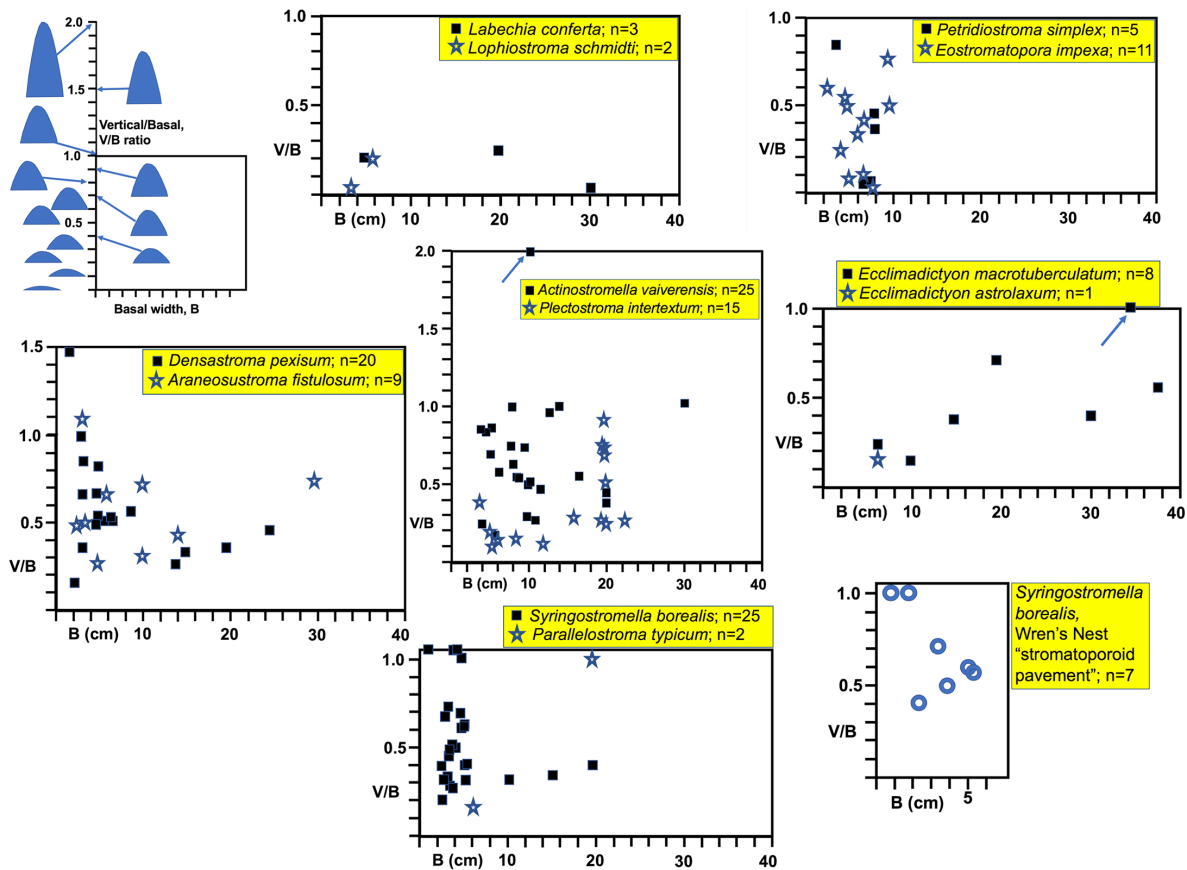 2.0
1.5
Vertical/Basal,
V/B ratio
1.0
0.5
0
Basal width, B
1.0
Labechia conferta; n=3
Lophiostroma schmidti; n=2
0.5
V/B
B (cm)
10
20
30
40
1.0
Petridiostroma simplex; n=5
Eostromatopora impexa; n=11
0.5
V/B
B (cm)
10
20
30
40
2.0
Actinostromella vaiverensis; n=25
Plectostroma intertextum; n=15
1.5
1.0
0.5
V/B
B (cm)
10
20
30
40
Ecclimadictyon macrotuberculatum; n=8
Ecclimadictyon astrolaxum; n=1
1.0
0.5
V/B
B (cm)
10
20
30
40
1.5
Densastroma pexisum; n=20
Araneosustroma fistulosum; n=9
1.0
0.5
V/B
B (cm)
10
20
30
40
Syringostromella borealis; n=25
Parallelostroma typicum; n=2
1.0
0.5
V/B
B (cm)
10
20
30
40
1.0
Syringostromella
borealis,
Wren's Nest
“stromatoporoid
pavement”; n=7
0.5
V/B
B (cm)
5